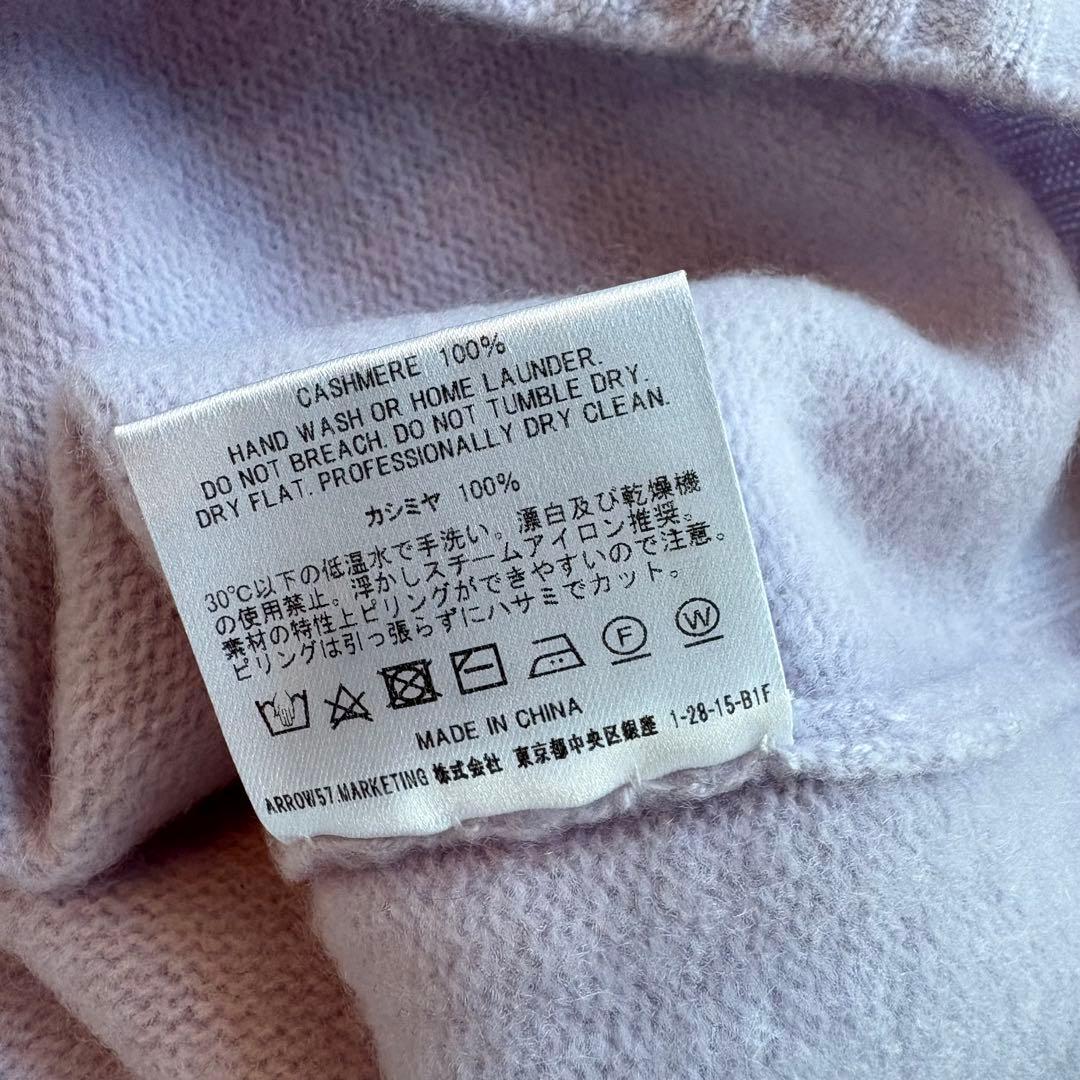 CASHMERE 100%
HAND WASH OR HOME LAUNDER.
DO NOT BREACH. DO NOT TUMBLE DRY.
DRY FLAT. PROFESSIONALLY DRY CLEAN.
カシミヤ 100%
30℃以下の低温水で手洗い。漂白及び乾燥機
の使用禁止。浮かしスチームアイロン推奨。
素材の特性上ピリングができやすいので注意。
ピリングは引っ張らずにハサミでカット。
F W
MADE IN CHINA
ARROW57.MARKETING 株式会社 東京都中央区銀座 1-28-15-B1F